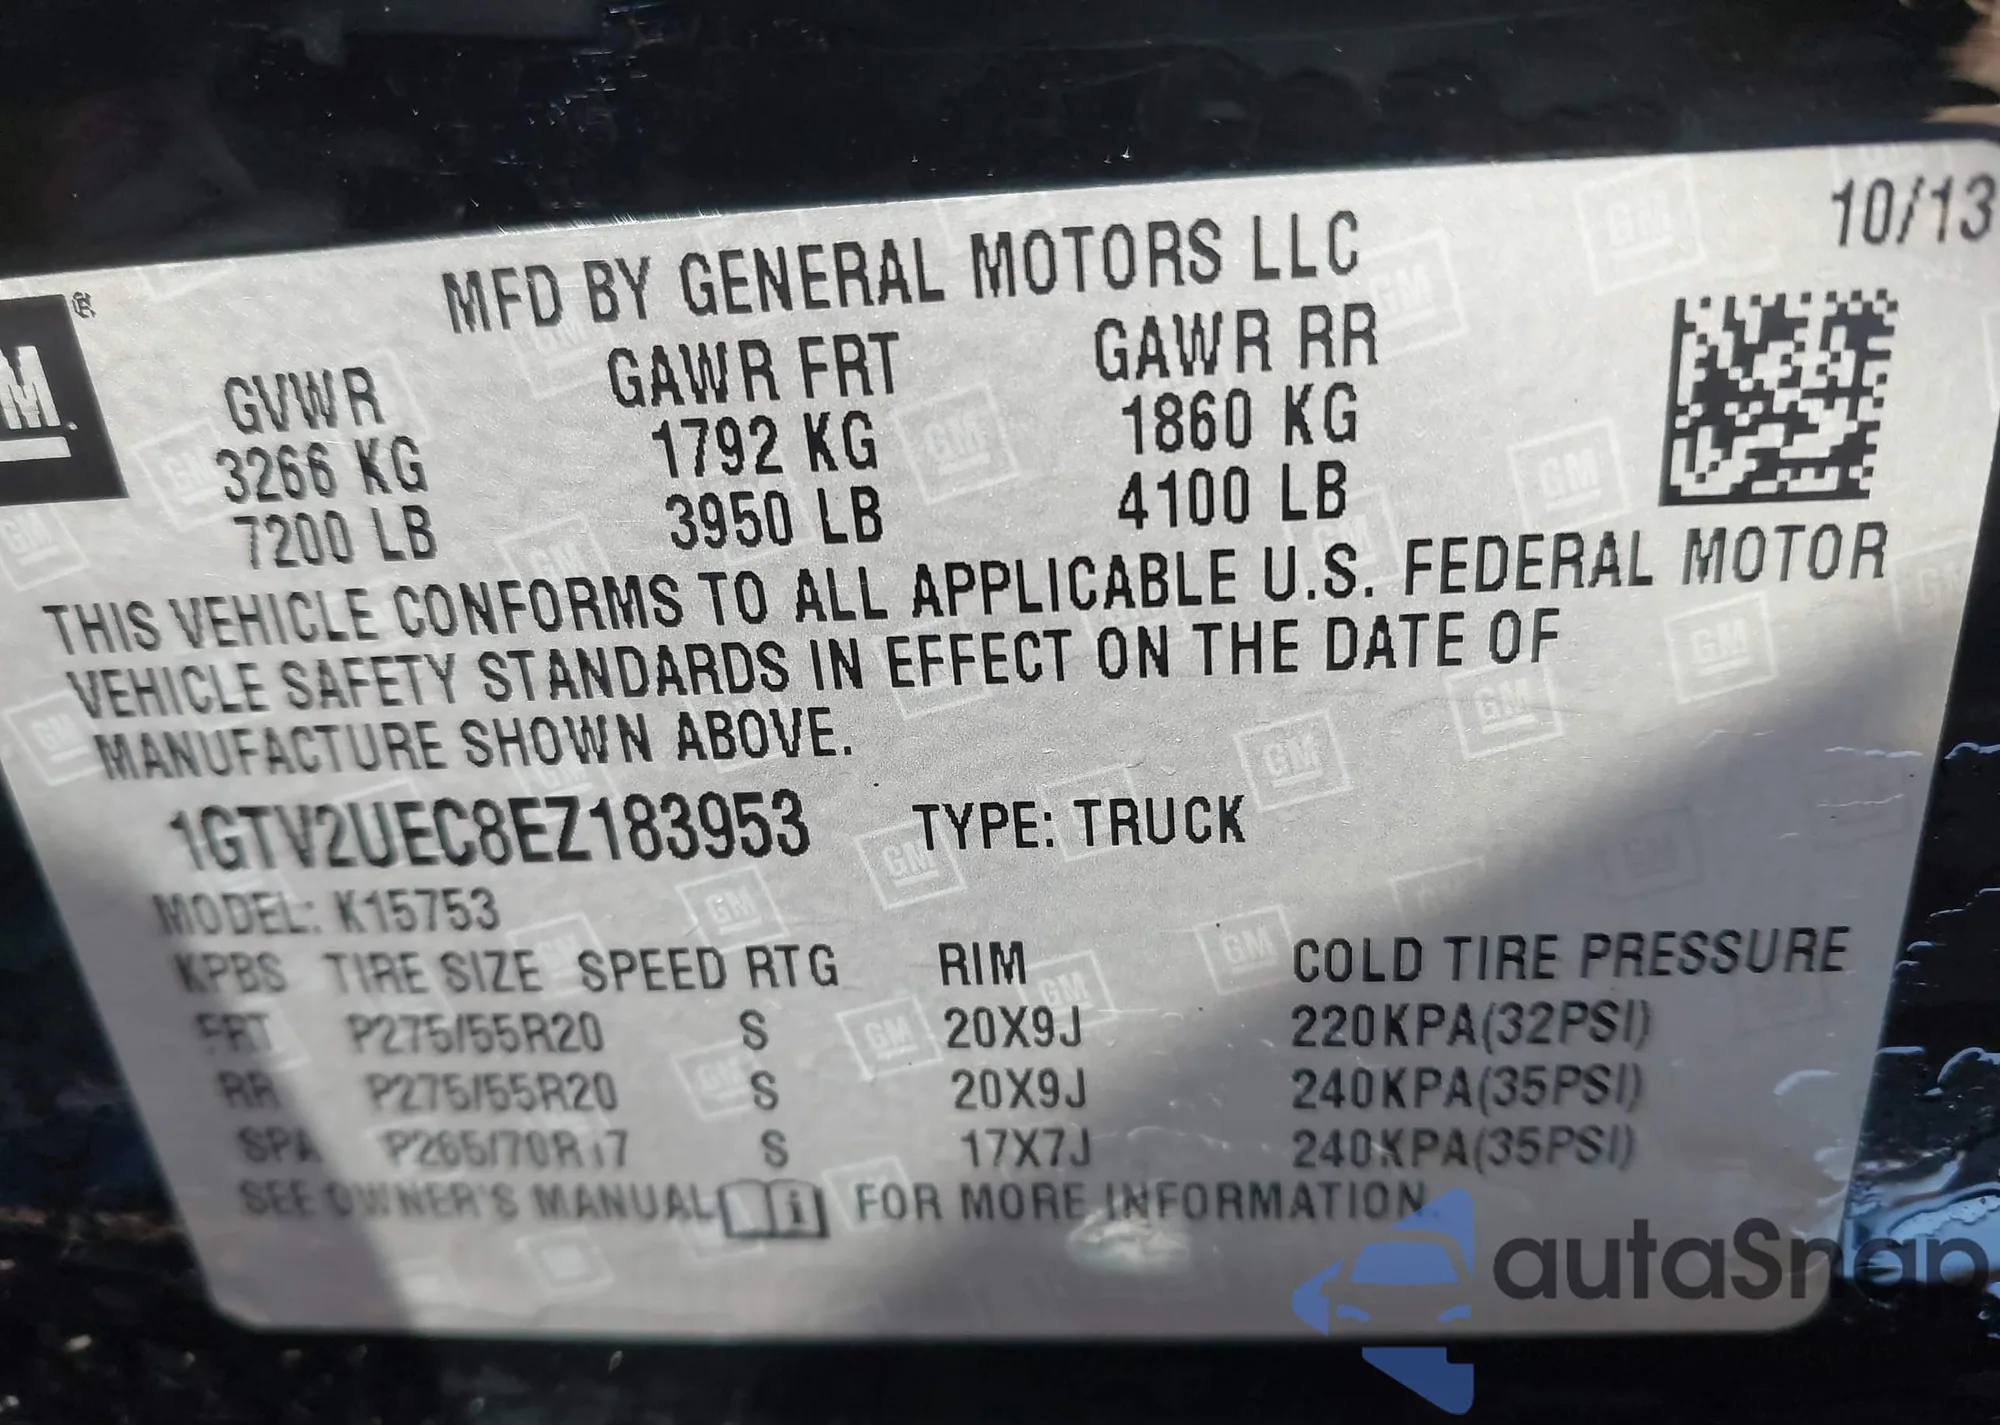 10/13
MFD BY GENERAL MOTORS LLC
GVWR GAWR FRT GAWR RR
3266 KG 1792 KG 1860 KG
7200 LB 3950 LB 4100 LB
THIS VEHICLE CONFORMS TO ALL APPLICABLE U.S. FEDERAL MOTOR
VEHICLE SAFETY STANDARDS IN EFFECT ON THE DATE OF
MANUFACTURE SHOWN ABOVE.
1GTV2UEC8EZ183953 TYPE: TRUCK
MODEL: K15753
KPBS TIRE SIZE SPEED RTG RIM COLD TIRE PRESSURE
FRT P275/55R20 S 20X9J 220KPA(32PSI)
RR P275/55R20 S 20X9J 240KPA(35PSI)
SPA P265/70R17 S 17X7J 240KPA(35PSI)
SEE OWNER'S MANUAL FOR MORE INFORMATION.
autaSnap